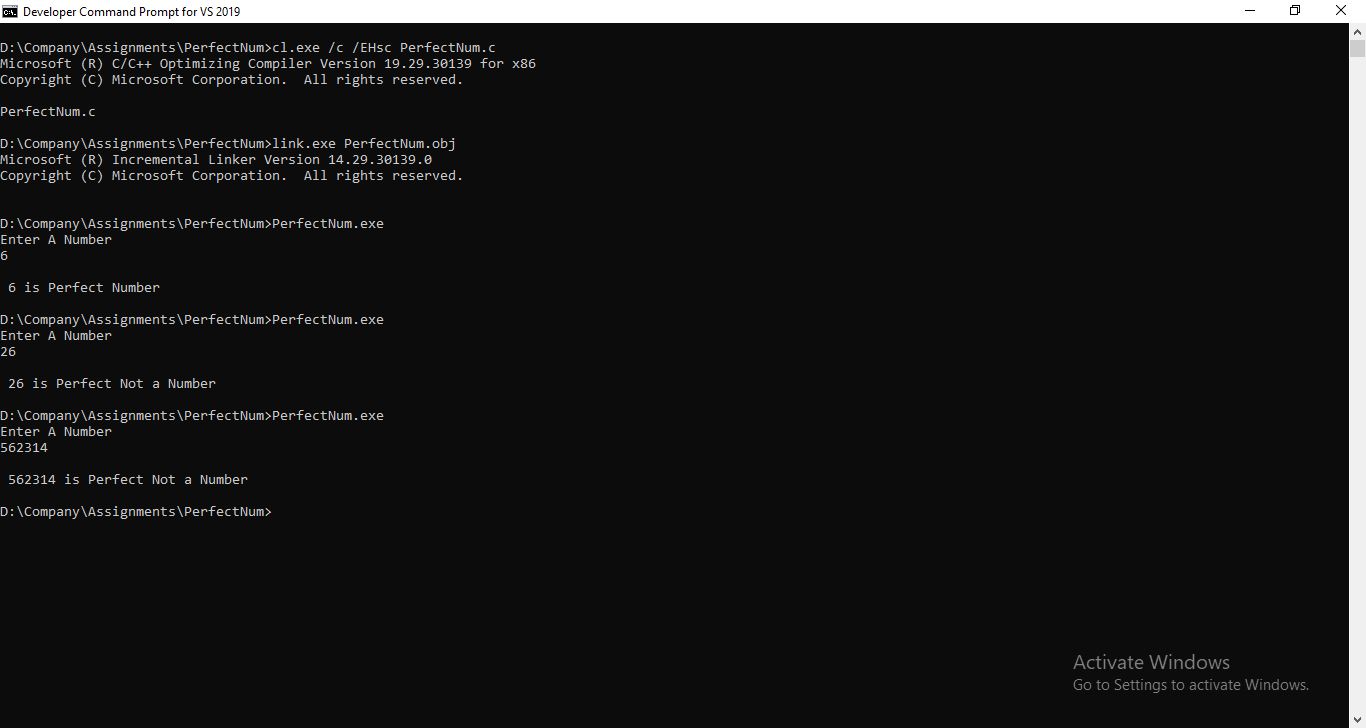 Developer Command Prompt for VS 2019
D:\Company\Assignments\PerfectNum>cl.exe /c /EHsc PerfectNum.c
Microsoft (R) C/C++ Optimizing Compiler Version 19.29.30139 for x86
Copyright (C) Microsoft Corporation.  All rights reserved.
PerfectNum.c
D:\Company\Assignments\PerfectNum>link.exe PerfectNum.obj
Microsoft (R) Incremental Linker Version 14.29.30139.0
Copyright (C) Microsoft Corporation.  All rights reserved.
D:\Company\Assignments\PerfectNum>PerfectNum.exe
Enter A Number
6
 6 is Perfect Number
D:\Company\Assignments\PerfectNum>PerfectNum.exe
Enter A Number
26
 26 is Perfect Not a Number
D:\Company\Assignments\PerfectNum>PerfectNum.exe
Enter A Number
562314
 562314 is Perfect Not a Number
D:\Company\Assignments\PerfectNum>
Activate Windows
Go to Settings to activate Windows.